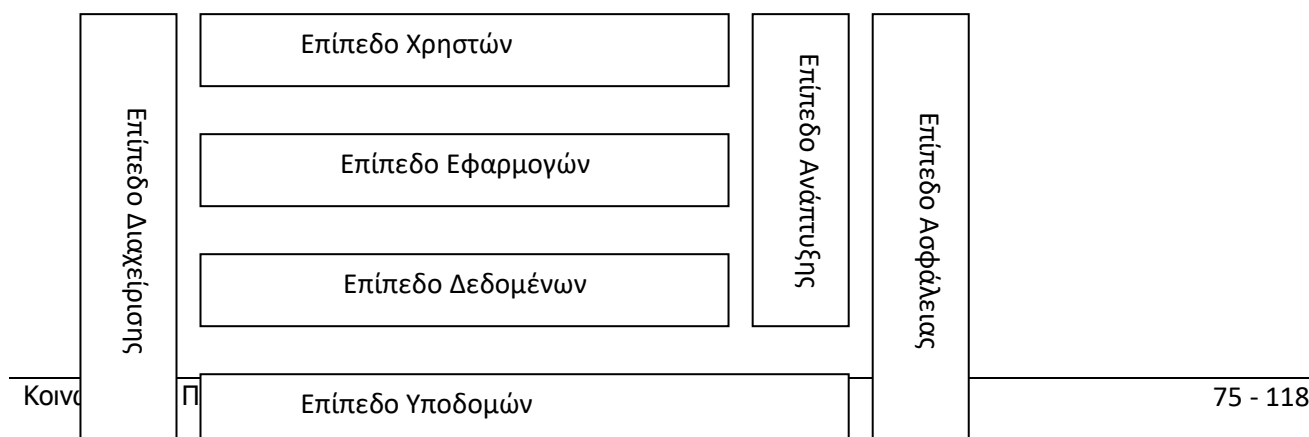 Επίπεδο Διαχείρισης
Επίπεδο Χρηστών
Επίπεδο Εφαρμογών
Επίπεδο Δεδομένων
Επίπεδο Ανάπτυξης
Επίπεδο Ασφάλειας
Επίπεδο Υποδομών
75 - 118